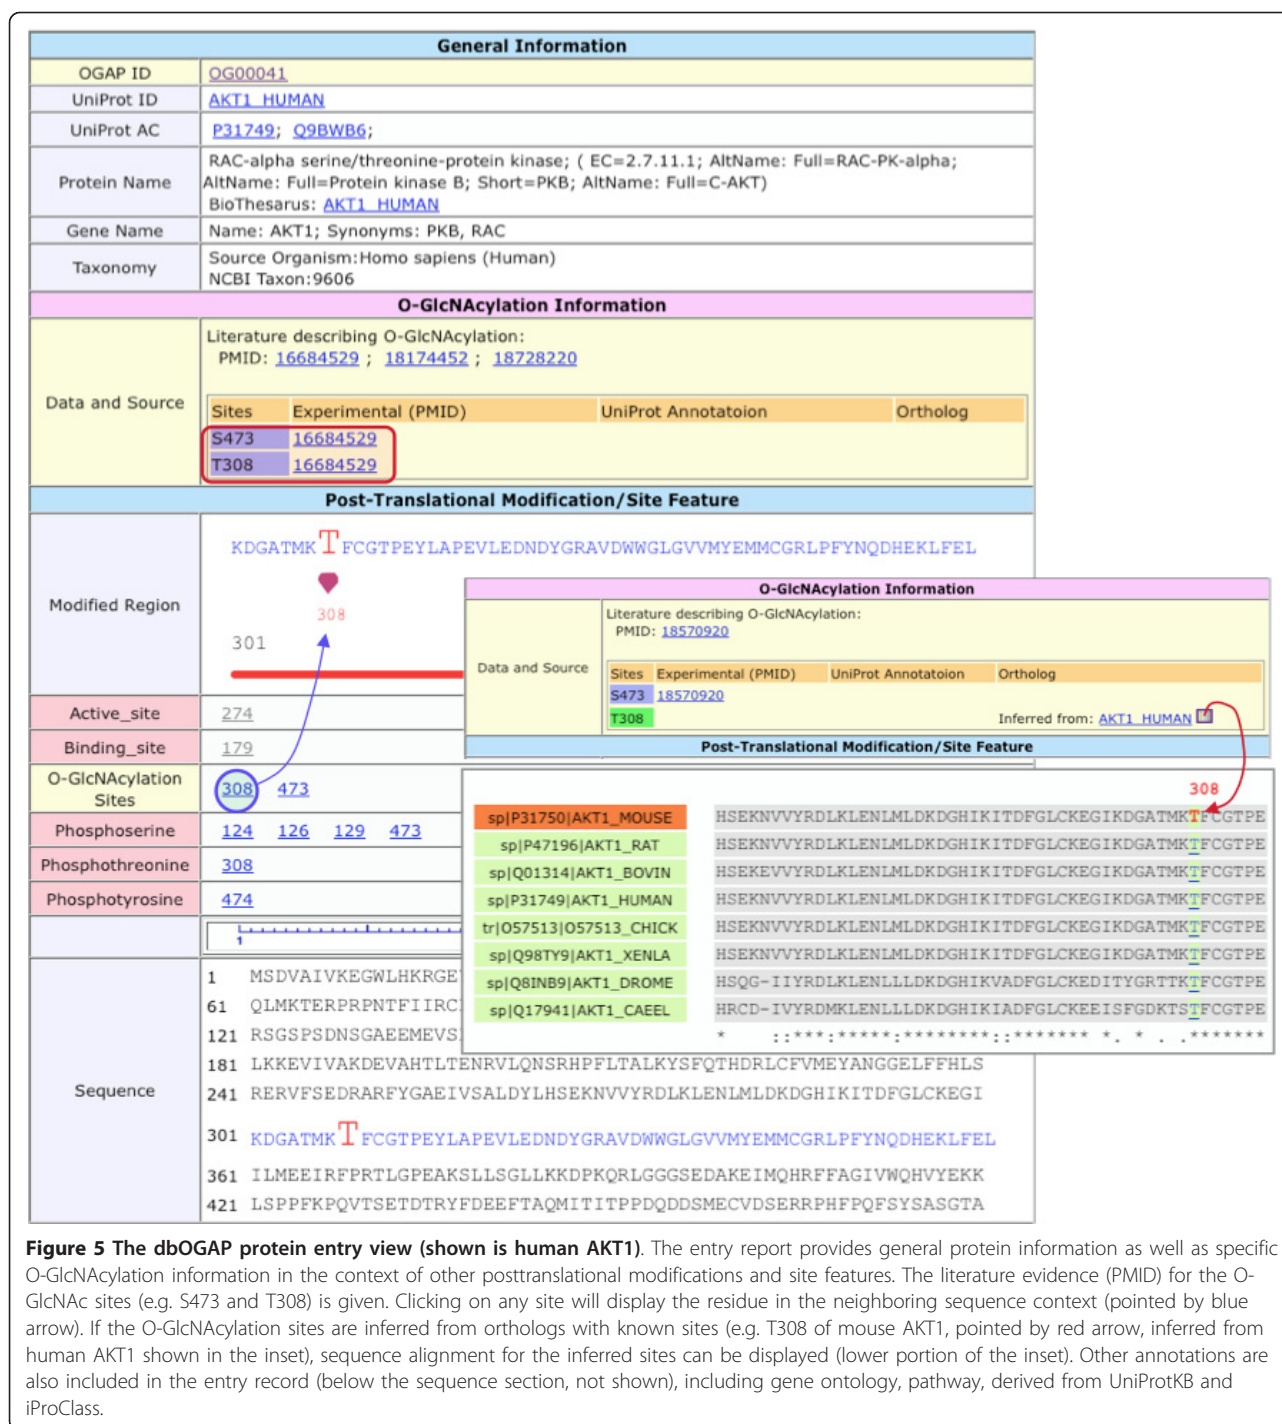 General Information
OGAP ID OG00041
UniProt ID AKT1_HUMAN
UniProt AC P31749; Q9BWB6;
Protein Name
RAC-alpha serine/threonine-protein kinase; ( EC=2.7.11.1; AltName: Full=RAC-PK-alpha;
AltName: Full=Protein kinase B; Short=PKB; AltName: Full=C-AKT)
BioThesarus: AKT1_HUMAN
Gene Name Name: AKT1; Synonyms: PKB, RAC
Taxonomy
Source Organism:Homo sapiens (Human)
NCBI Taxon:9606
O-GlcNAcylation Information
Data and Source
Literature describing O-GlcNAcylation:
PMID: 16684529 ; 18174452 ; 18728220
Sites Experimental (PMID) UniProt Annotatoion Ortholog
S473 16684529
T308 16684529
Post-Translational Modification/Site Feature
Modified Region
KDGATMK T FCGTPEYLAPEVLEDNDYGRAVDWWGLGVVMYEMMCGRLPFYNQDHEKLFEL
308
301
Active_site 274
Binding_site 179
O-GlcNAcylation Sites 308 473
Phosphoserine 124 126 129 473
Phosphothreonine 308
Phosphotyrosine 474
1
Sequence
1 MSDVAIVKEGWLHKRGE
61 QLMKTERPRPNTFIIRC
121 RSGSPSDNSGAEEMEVS
181 LKKEVIVAKDEVAHTLTENRVLQNSRHPFLTALKYSFQTHDRLCFVMEYANGGELFFHLS
241 RERVFSEDRARFYGAEIVSALDYLHSEKNVVYRDLKLENLMLDKDGHIKITDFGLCKEGI
301 KDGATMK T FCGTPEYLAPEVLEDNDYGRAVDWWGLGVVMYEMMCGRLPFYNQDHEKLFEL
361 ILMEEIRFPRTLGPEAKSLLSGLLKKDPKQRLGGGSEDAKEIMQHRFFAGIVWQHVYEKK
421 LSPPFKPQVTSETDTRYFDEEFTAQMITITPPDQDDSMECVDSERRPHFPQFSYSASGTA
O-GlcNAcylation Information
Data and Source
Literature describing O-GlcNAcylation:
PMID: 18570920
Sites Experimental (PMID) UniProt Annotatoion Ortholog
S473 18570920
T308 Inferred from: AKT1_HUMAN
Post-Translational Modification/Site Feature
308
sp|P31750|AKT1_MOUSE HSEKNVVYRDLKLENLMLDKDGHIKITDFGLCKEGIKDGATMKTFCGTPE
sp|P47196|AKT1_RAT HSEKNVVYRDLKLENLMLDKDGHIKITDFGLCKEGIKDGATMKTFCGTPE
sp|Q01314|AKT1_BOVIN HSEKEVVYRDLKLENLMLDKDGHIKITDFGLCKEGIKDGATMKTFCGTPE
sp|P31749|AKT1_HUMAN HSEKNVVYRDLKLENLMLDKDGHIKITDFGLCKEGIKDGATMKTFCGTPE
tr|O57513|O57513_CHICK HSEKNVVYRDLKLENLMLDKDGHIKITDFGLCKEGIKDGATMKTFCGTPE
sp|Q98TY9|AKT1_XENLA HSEKNVVYRDLKLENLMLDKDGHIKITDFGLCKEGIKDGATMKTFCGTPE
sp|Q8INB9|AKT1_DROME HSQG-IIYRDLKLENLLLDKDGHIKVADFGLCKEDITYGRTTKTFCGTPE
sp|Q17941|AKT1_CAEEL HRCD-IVYRDMKLENLLLDKDGHIKIADFGLCKEEISFGDKTSTFCGTPE
* ::***:*****:********::*******.*. * . .*******
Figure 5 The dbOGAP protein entry view (shown is human AKT1). The entry report provides general protein information as well as specific
O-GlcNAcylation information in the context of other posttranslational modifications and site features. The literature evidence (PMID) for the O-
GlcNAc sites (e.g. S473 and T308) is given. Clicking on any site will display the residue in the neighboring sequence context (pointed by blue
arrow). If the O-GlcNAcylation sites are inferred from orthologs with known sites (e.g. T308 of mouse AKT1, pointed by red arrow, inferred from
human AKT1 shown in the inset), sequence alignment for the inferred sites can be displayed (lower portion of the inset). Other annotations are
also included in the entry record (below the sequence section, not shown), including gene ontology, pathway, derived from UniProtKB and
iProClass.